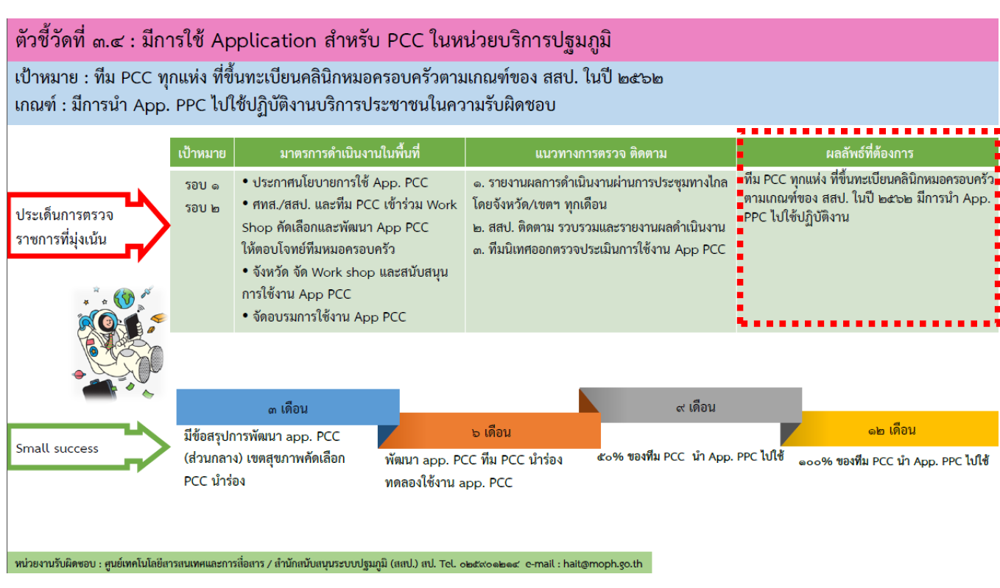 ตัวชี้วัดที่ ๓.๔ : มีการใช้ Application สำหรับ PCC ในหน่วยบริการปฐมภูมิ
เป้าหมาย : ทีม PCC ทุกแห่ง ที่ขึ้นทะเบียนคลินิกหมอครอบครัวตามเกณฑ์ของ สสป. ในปี ๒๕๖๒
เกณฑ์ : มีการนำ App. PPC ไปใช้ปฏิบัติงานบริการประชาชนในความรับผิดชอบ
ประเด็นการตรวจ
ราชการที่มุ่งเน้น
เป้าหมาย
มาตรการดำเนินงานในพื้นที่
แนวทางการตรวจ ติดตาม
ผลลัพธ์ที่ต้องการ
รอบ ๑
รอบ ๒
• ประกาศนโยบายการใช้ App. PCC
• ศทส./สสป. และทีม PCC เข้าร่วม Work
Shop คัดเลือกและพัฒนา App PCC
ให้ตอบโจทย์ทีมหมอครอบครัว
• จังหวัด จัด Work shop และสนับสนุน
การใช้งาน App PCC
• จัดอบรมการใช้งาน App PCC
๑. รายงานผลการดำเนินงานผ่านการประชุมทางไกล
โดยจังหวัด/เขตฯ ทุกเดือน
๒. สสป. ติดตาม รวบรวมและรายงานผลดำเนินงาน
๓. ทีมนิเทศออกตรวจประเมินการใช้งาน App PCC
ทีม PCC ทุกแห่ง ที่ขึ้นทะเบียนคลินิกหมอครอบครัว
ตามเกณฑ์ของ สสป. ในปี ๒๕๖๒ มีการนำ App.
PPC ไปใช้ปฏิบัติงาน
Small success
๓ เดือน
มีข้อสรุปการพัฒนา app. PCC
(ส่วนกลาง) เขตสุขภาพคัดเลือก
PCC นำร่อง
๖ เดือน
พัฒนา app. PCC ทีม PCC นำร่อง
ทดลองใช้งาน app. PCC
๙ เดือน
๕๐% ของทีม PCC นำ App. PPC ไปใช้
๑๒ เดือน
๑๐๐% ของทีม PCC นำ App. PPC ไปใช้
หน่วยงานรับผิดชอบ : ศูนย์เทคโนโลยีสารสนเทศและการสื่อสาร / สำนักสนับสนุนระบบปฐมภูมิ (สสป.) สป. Tel. ๐๒๕๙๐๑๒๑๔ e-mail : hait@moph.go.th